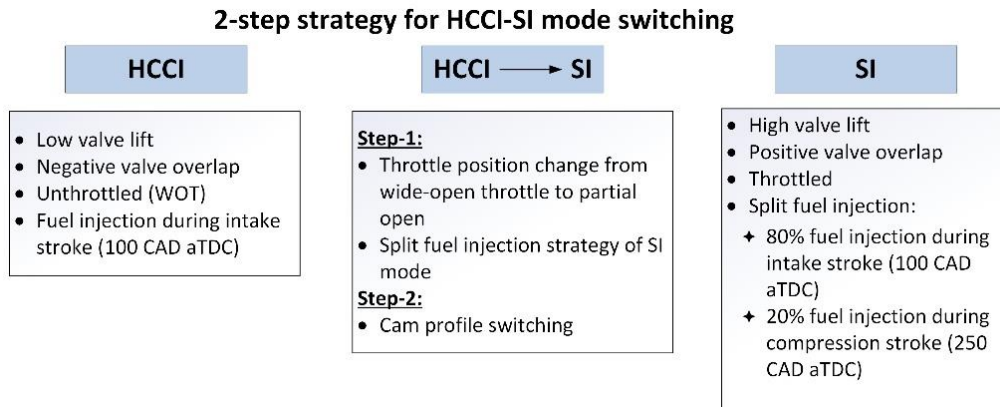 2-step strategy for HCCI-SI mode switching
HCCI
• Low valve lift
• Negative valve overlap
• Unthrottled (WOT)
• Fuel injection during intake
stroke (100 CAD aTDC)
HCCI → SI
Step-1:
• Throttle position change from
wide-open throttle to partial
open
• Split fuel injection strategy of SI
mode
Step-2:
• Cam profile switching
SI
• High valve lift
• Positive valve overlap
• Throttled
• Split fuel injection:
✦ 80% fuel injection during
intake stroke (100 CAD
aTDC)
✦ 20% fuel injection during
compression stroke (250
CAD aTDC)